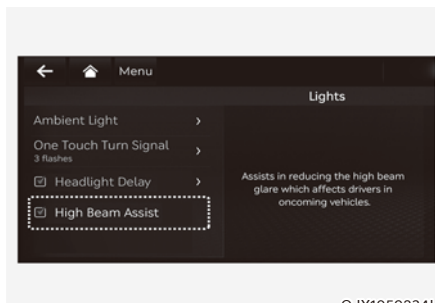 Menu
Lights
Ambient Light
One Touch Turn Signal
3 flashes
Headlight Delay
High Beam Assist
Assists in reducing the high beam
glare which affects drivers in
oncoming vehicles.